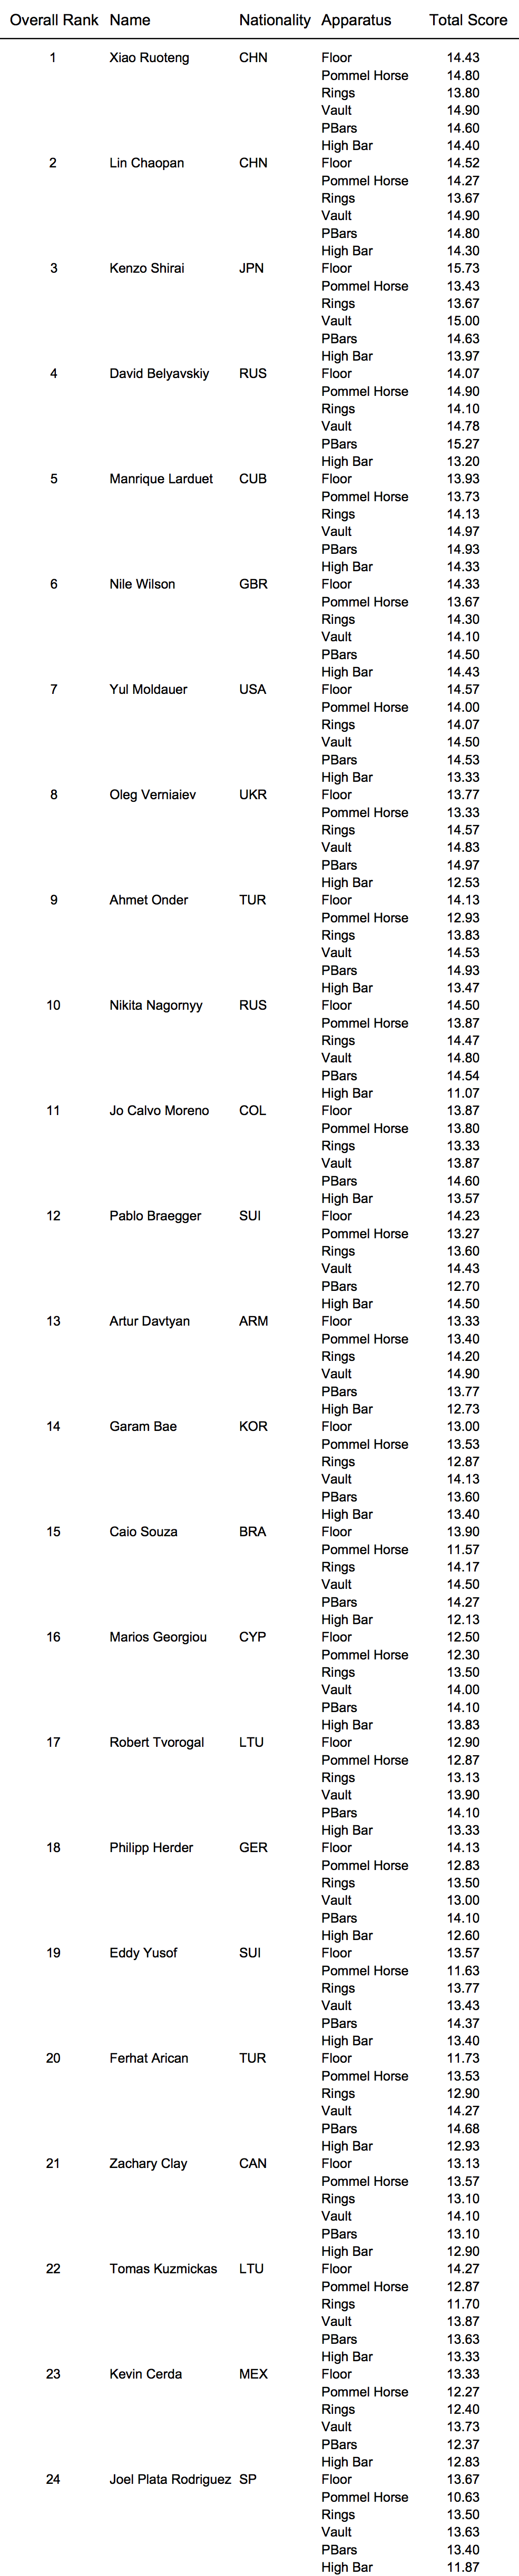 Overall Rank Name Nationality Apparatus Total Score
1 Xiao Ruoteng CHN Floor 14.43
Pommel Horse 14.80
Rings 13.80
Vault 14.90
PBars 14.60
High Bar 14.40
2 Lin Chaopan CHN Floor 14.52
Pommel Horse 14.27
Rings 13.67
Vault 14.90
PBars 14.80
High Bar 14.30
3 Kenzo Shirai JPN Floor 15.73
Pommel Horse 13.43
Rings 13.67
Vault 15.00
PBars 14.63
High Bar 13.97
4 David Belyavskiy RUS Floor 14.07
Pommel Horse 14.90
Rings 14.10
Vault 14.78
PBars 15.27
High Bar 13.20
5 Manrique Larduet CUB Floor 13.93
Pommel Horse 13.73
Rings 14.13
Vault 14.97
PBars 14.93
High Bar 14.33
6 Nile Wilson GBR Floor 14.33
Pommel Horse 13.67
Rings 14.30
Vault 14.10
PBars 14.50
High Bar 14.43
7 Yul Moldauer USA Floor 14.57
Pommel Horse 14.00
Rings 14.07
Vault 14.50
PBars 14.53
High Bar 13.33
8 Oleg Verniaiev UKR Floor 13.77
Pommel Horse 13.33
Rings 14.57
Vault 14.83
PBars 14.97
High Bar 12.53
9 Ahmet Onder TUR Floor 14.13
Pommel Horse 12.93
Rings 13.83
Vault 14.53
PBars 14.93
High Bar 13.47
10 Nikita Nagornyy RUS Floor 14.50
Pommel Horse 13.87
Rings 14.47
Vault 14.80
PBars 14.54
High Bar 11.07
11 Jo Calvo Moreno COL Floor 13.87
Pommel Horse 13.80
Rings 13.33
Vault 13.87
PBars 14.60
High Bar 13.57
12 Pablo Braegger SUI Floor 14.23
Pommel Horse 13.27
Rings 13.60
Vault 14.43
PBars 12.70
High Bar 14.50
13 Artur Davtyan ARM Floor 13.33
Pommel Horse 13.40
Rings 14.20
Vault 14.90
PBars 13.77
High Bar 12.73
14 Garam Bae KOR Floor 13.00
Pommel Horse 13.53
Rings 12.87
Vault 14.13
PBars 13.60
High Bar 13.40
15 Caio Souza BRA Floor 13.90
Pommel Horse 11.57
Rings 14.17
Vault 14.50
PBars 14.27
High Bar 12.13
16 Marios Georgiou CYP Floor 12.50
Pommel Horse 12.30
Rings 13.50
Vault 14.00
PBars 14.10
High Bar 13.83
17 Robert Tvorogal LTU Floor 12.90
Pommel Horse 12.87
Rings 13.13
Vault 13.90
PBars 14.10
High Bar 13.33
18 Philipp Herder GER Floor 14.13
Pommel Horse 12.83
Rings 13.50
Vault 13.00
PBars 14.10
High Bar 12.60
19 Eddy Yusof SUI Floor 13.57
Pommel Horse 11.63
Rings 13.77
Vault 13.43
PBars 14.37
High Bar 13.40
20 Ferhat Arican TUR Floor 11.73
Pommel Horse 13.53
Rings 12.90
Vault 14.27
PBars 14.68
High Bar 12.93
21 Zachary Clay CAN Floor 13.13
Pommel Horse 13.57
Rings 13.10
Vault 14.10
PBars 13.10
High Bar 12.90
22 Tomas Kuzmickas LTU Floor 14.27
Pommel Horse 12.87
Rings 11.70
Vault 13.87
PBars 13.63
High Bar 13.33
23 Kevin Cerda MEX Floor 13.33
Pommel Horse 12.27
Rings 12.40
Vault 13.73
PBars 12.37
High Bar 12.83
24 Joel Plata Rodriguez SP Floor 13.67
Pommel Horse 10.63
Rings 13.50
Vault 13.63
PBars 13.40
High Bar 11.87